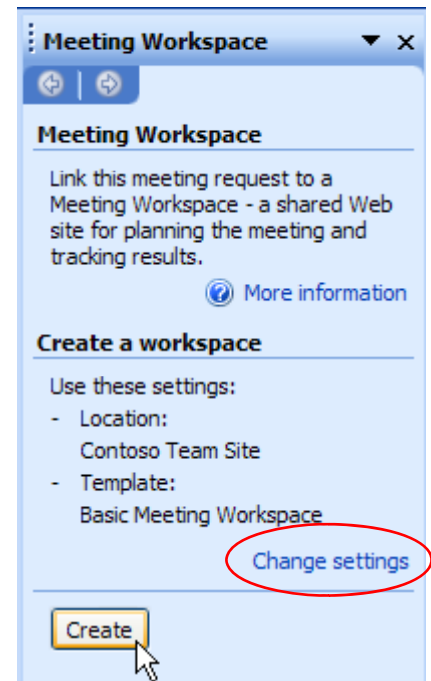 Meeting Workspace
Meeting Workspace
Link this meeting request to a
Meeting Workspace - a shared Web
site for planning the meeting and
tracking results.
More information
Create a workspace
Use these settings:
- Location:
Contoso Team Site
- Template:
Basic Meeting Workspace
Change settings
Create